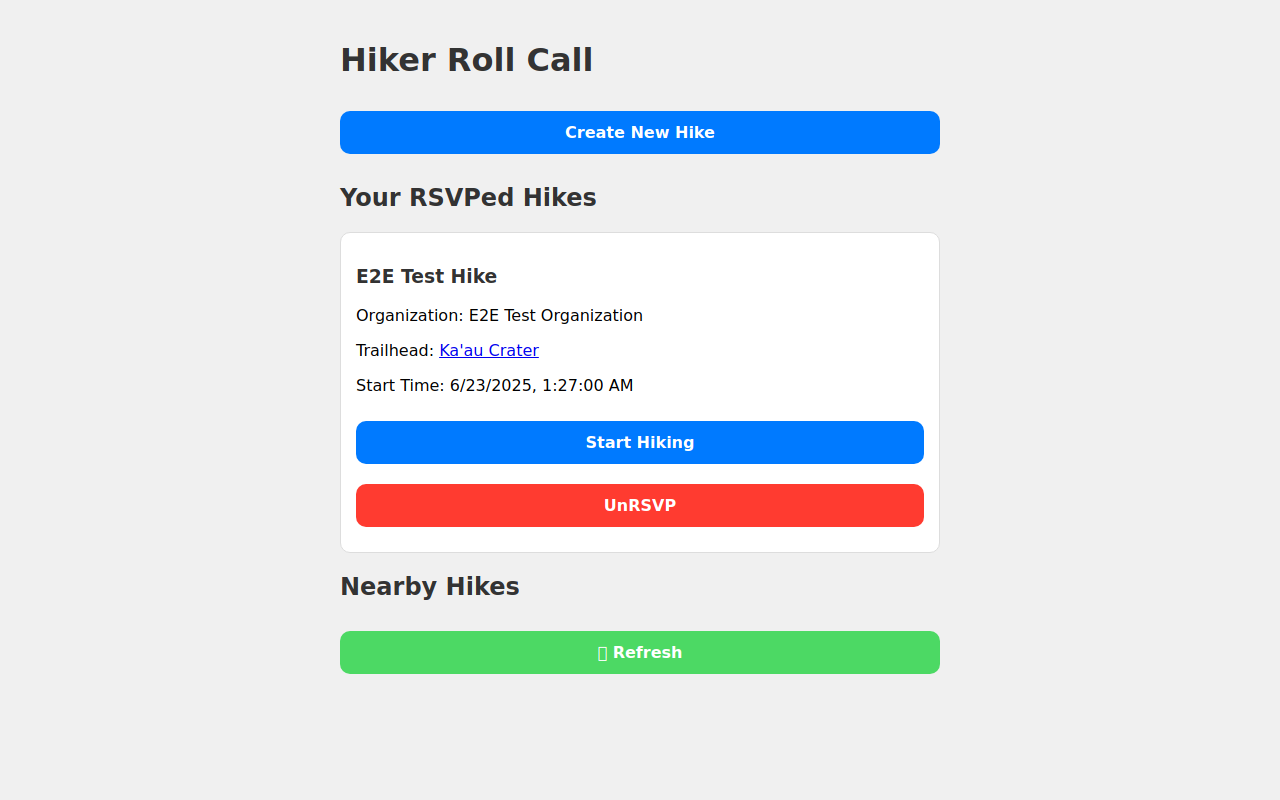 Hiker Roll Call
Create New Hike
Your RSVPed Hikes
E2E Test Hike
Organization: E2E Test Organization
Trailhead: Ka'au Crater
Start Time: 6/23/2025, 1:27:00 AM
Start Hiking
UnRSVP
Nearby Hikes
Refresh